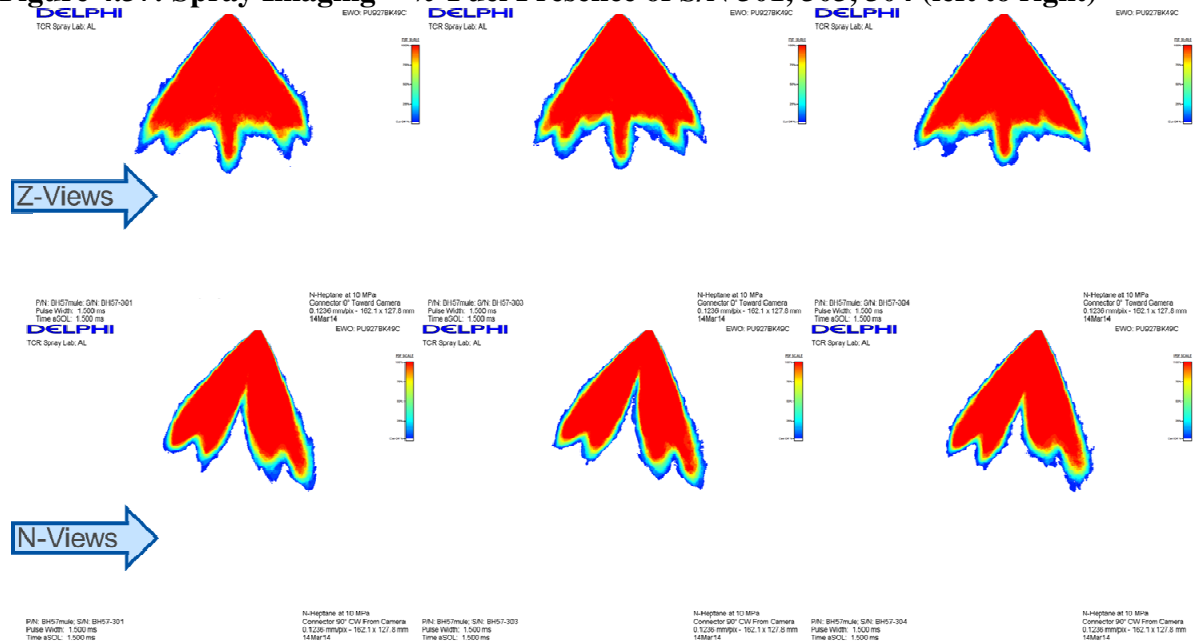 DELPHI
TCR Spray Lab, AL
EWO: PU927BK49C
DELPHI
TCR Spray Lab, AL
EWO: PU927BK49C
DELPHI
TCR Spray Lab, AL
EWO: PU927BK49C
Z-Views
P/N: BH57mule; S/N: BH57-301
Pulse Width: 1.500 ms
Time aSOL: 1.500 ms
N-Heptane at 10 MPa
Connector 0° Toward Camera
0.1236 mm/pix - 162.1 x 127.8 mm
14Mar14
P/N: BH57mule; S/N: BH57-303
Pulse Width: 1.500 ms
Time aSOL: 1.500 ms
N-Heptane at 10 MPa
Connector 0° Toward Camera
0.1236 mm/pix - 162.1 x 127.8 mm
14Mar14
P/N: BH57mule; S/N: BH57-304
Pulse Width: 1.500 ms
Time aSOL: 1.500 ms
N-Heptane at 10 MPa
Connector 0° Toward Camera
0.1236 mm/pix - 162.1 x 127.8 mm
14Mar14
DELPHI
TCR Spray Lab, AL
EWO: PU927BK49C
DELPHI
TCR Spray Lab, AL
EWO: PU927BK49C
DELPHI
TCR Spray Lab, AL
EWO: PU927BK49C
N-Views
P/N: BH57mule; S/N: BH57-301
Pulse Width: 1.500 ms
Time aSOL: 1.500 ms
N-Heptane at 10 MPa
Connector 90° CW From Camera
0.1236 mm/pix - 162.1 x 127.8 mm
14Mar14
P/N: BH57mule; S/N: BH57-303
Pulse Width: 1.500 ms
Time aSOL: 1.500 ms
N-Heptane at 10 MPa
Connector 90° CW From Camera
0.1236 mm/pix - 162.1 x 127.8 mm
14Mar14
P/N: BH57mule; S/N: BH57-304
Pulse Width: 1.500 ms
Time aSOL: 1.500 ms
N-Heptane at 10 MPa
Connector 90° CW From Camera
0.1236 mm/pix - 162.1 x 127.8 mm
14Mar14